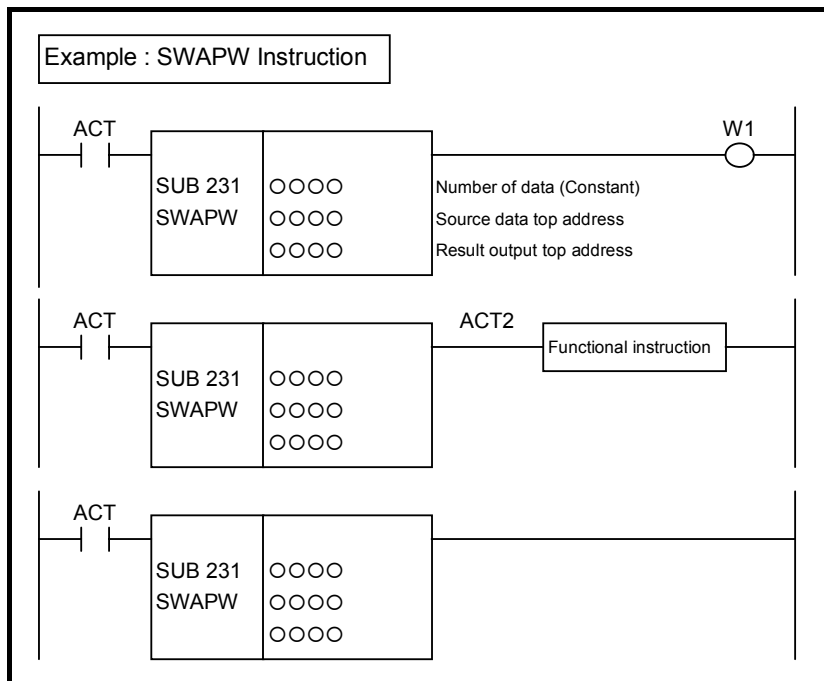 Example : SWAPW Instruction
ACT W1
SUB 231 ○○○○ Number of data (Constant)
SWAPW ○○○○ Source data top address
○○○○ Result output top address
ACT ACT2
Functional instruction
SUB 231 ○○○○
SWAPW ○○○○
○○○○
ACT
SUB 231 ○○○○
SWAPW ○○○○
○○○○